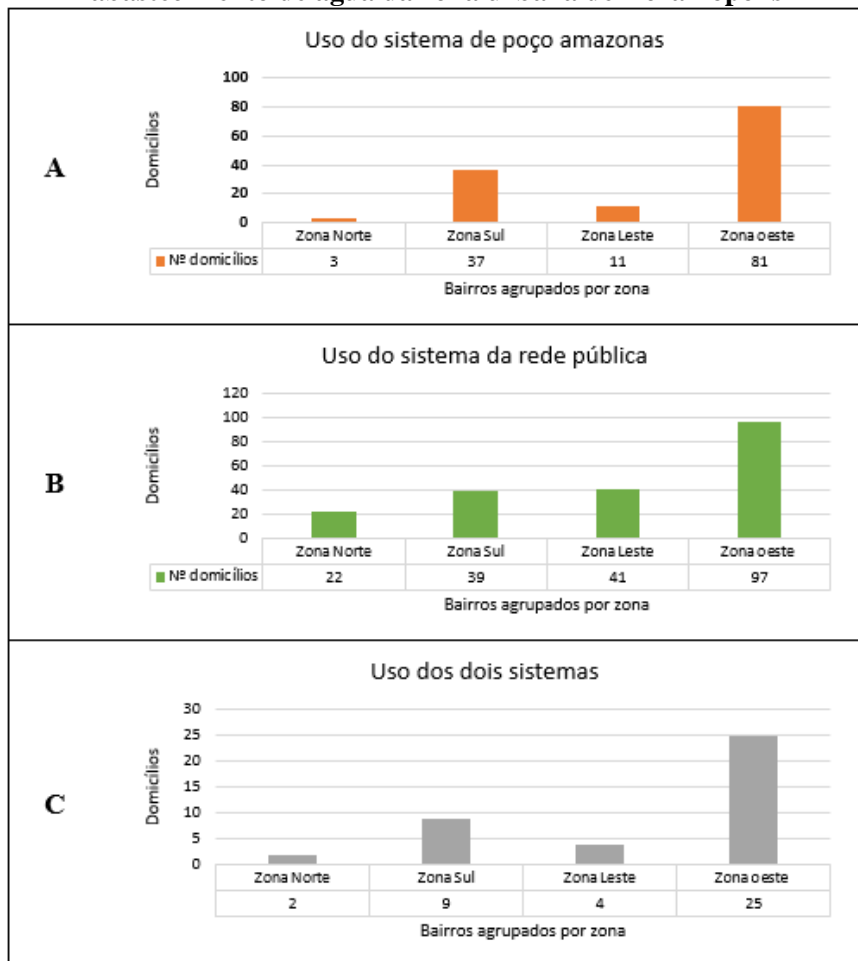 Uso do sistema de poço amazonas
A
Domicílios
100
80
60
40
20
0
Zona Norte Zona Sul Zona Leste Zona oeste
Nº domicílios 3 37 11 81
Bairros agrupados por zona
Uso do sistema da rede pública
B
Domicílios
120
100
80
60
40
20
0
Zona Norte Zona Sul Zona Leste Zona oeste
Nº domicílios 22 39 41 97
Bairros agrupados por zona
Uso dos dois sistemas
C
Domicílios
30
25
20
15
10
5
0
Zona Norte Zona Sul Zona Leste Zona oeste
2 9 4 25
Bairros agrupados por zona